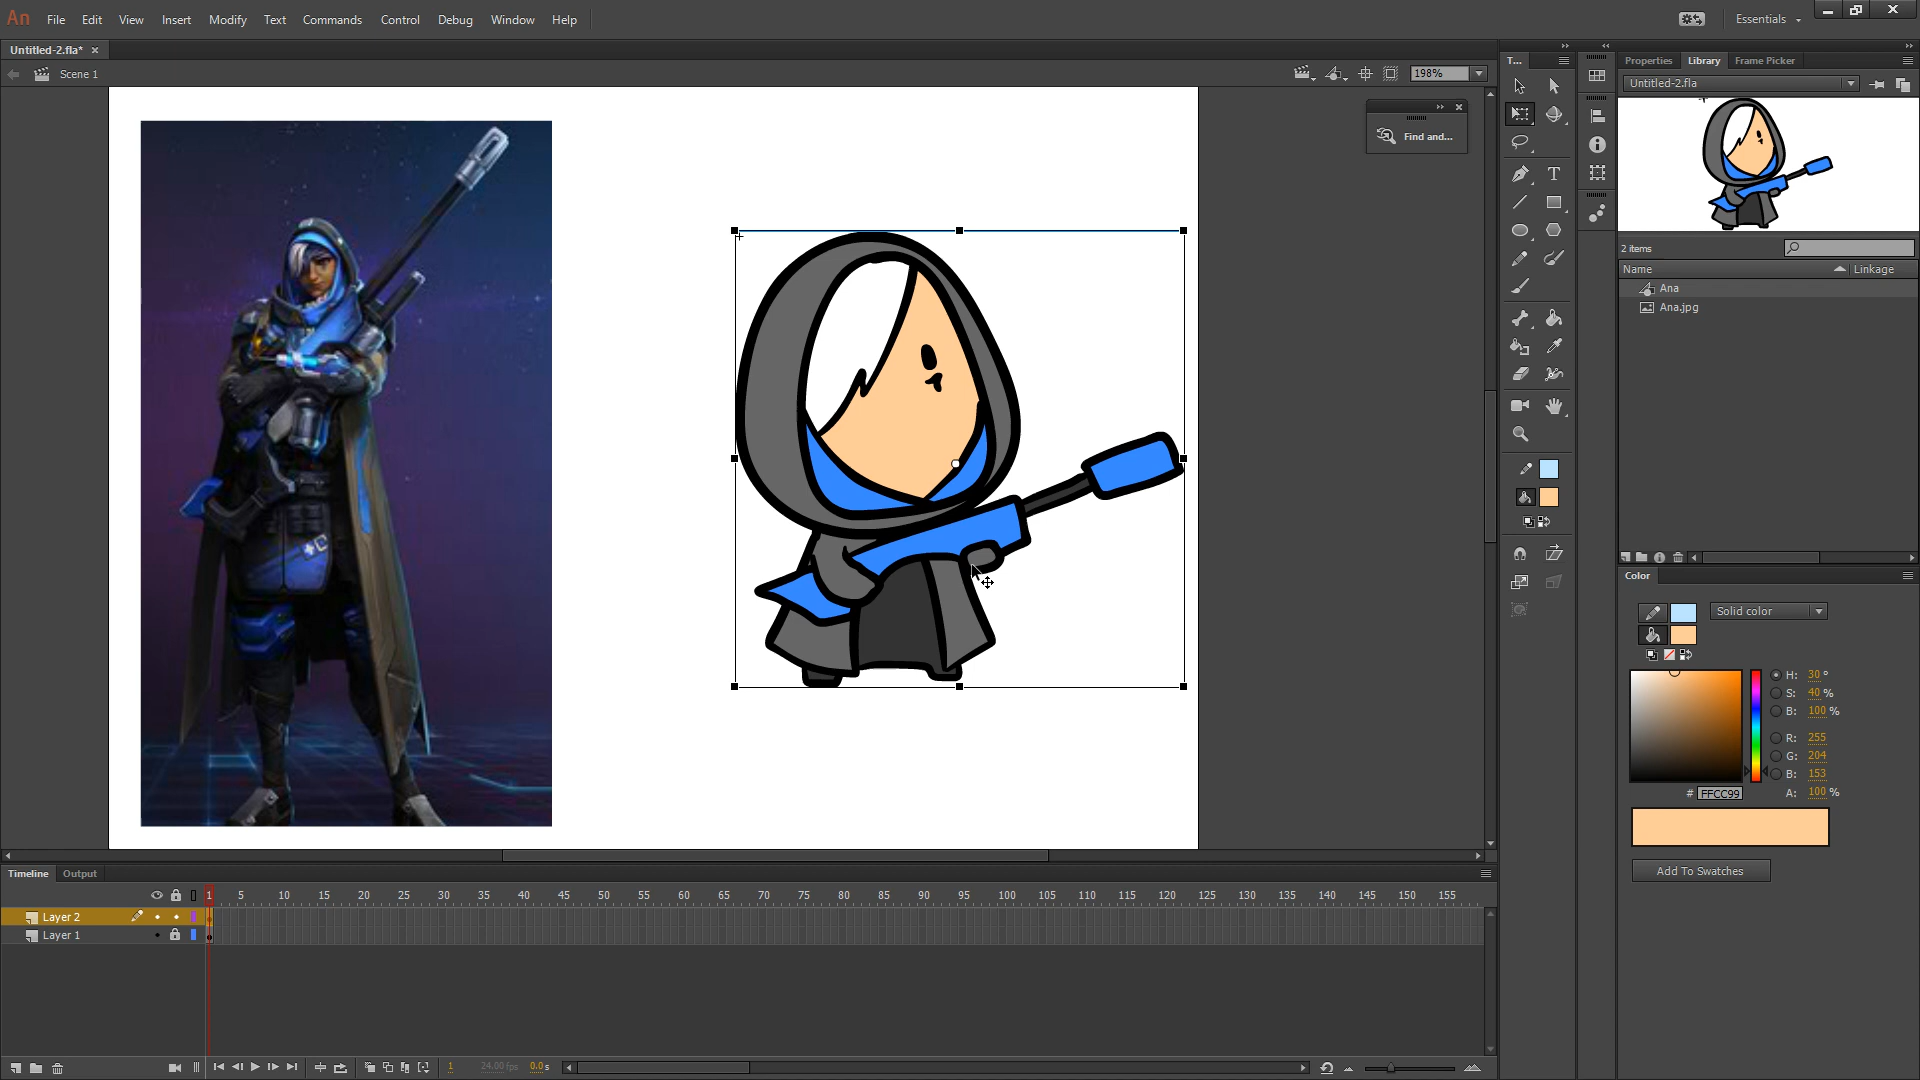 An File Edit View Insert Modify Text Commands Control Debug Window Help
Essentials
Untitled-2.fla*
Scene 1
198%
Find and...
T...
Properties Library Frame Picker
Untitled-2.fla
2 items
Name Linkage
Ana
Ana.jpg
Color
Solid color
H: 30 °
S: 40 %
B: 100 %
R: 255
G: 204
B: 153
# FFCC99 A: 100 %
Add To Swatches
Timeline Output
1 5 10 15 20 25 30 35 40 45 50 55 60 65 70 75 80 85 90 95 100 105 110 115 120 125 130 135 140 145 150 155
Layer 2
Layer 1
1 24.00 fps 0.0 s